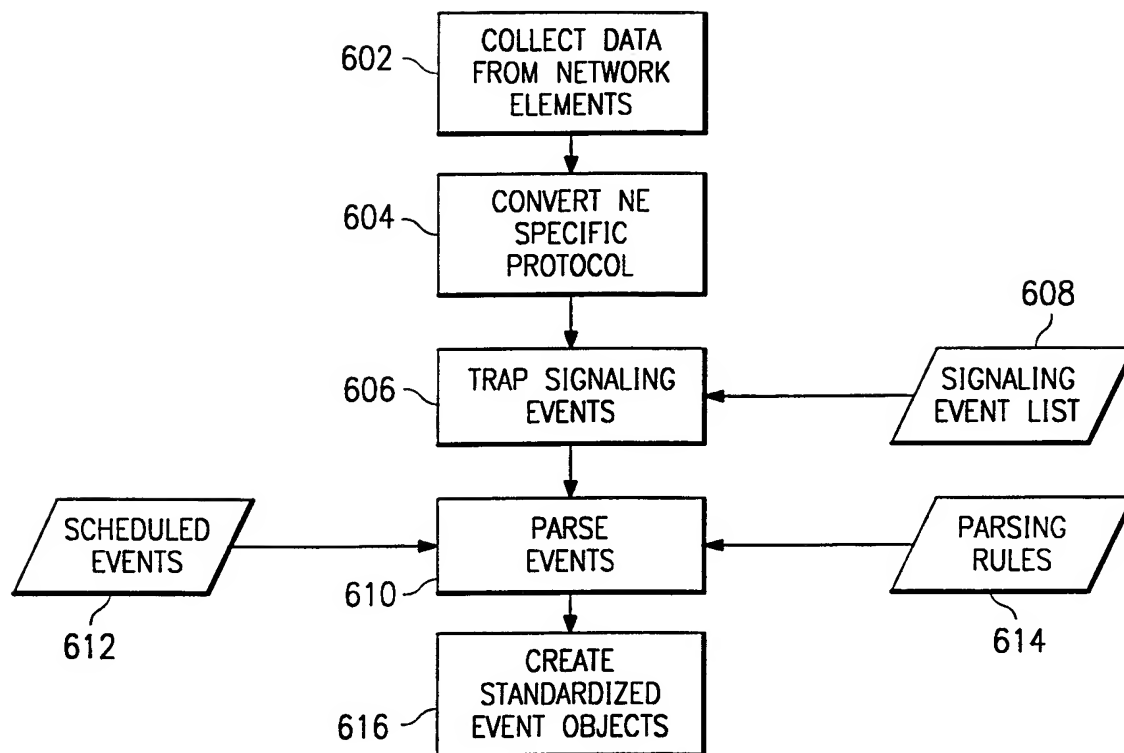 602
COLLECT DATA
FROM NETWORK
ELEMENTS
604
CONVERT NE
SPECIFIC
PROTOCOL
608
606
TRAP SIGNALING
EVENTS
SIGNALING
EVENT LIST
SCHEDULED
EVENTS
612
PARSE
EVENTS
610
PARSING
RULES
614
CREATE
STANDARDIZED
EVENT OBJECTS
616